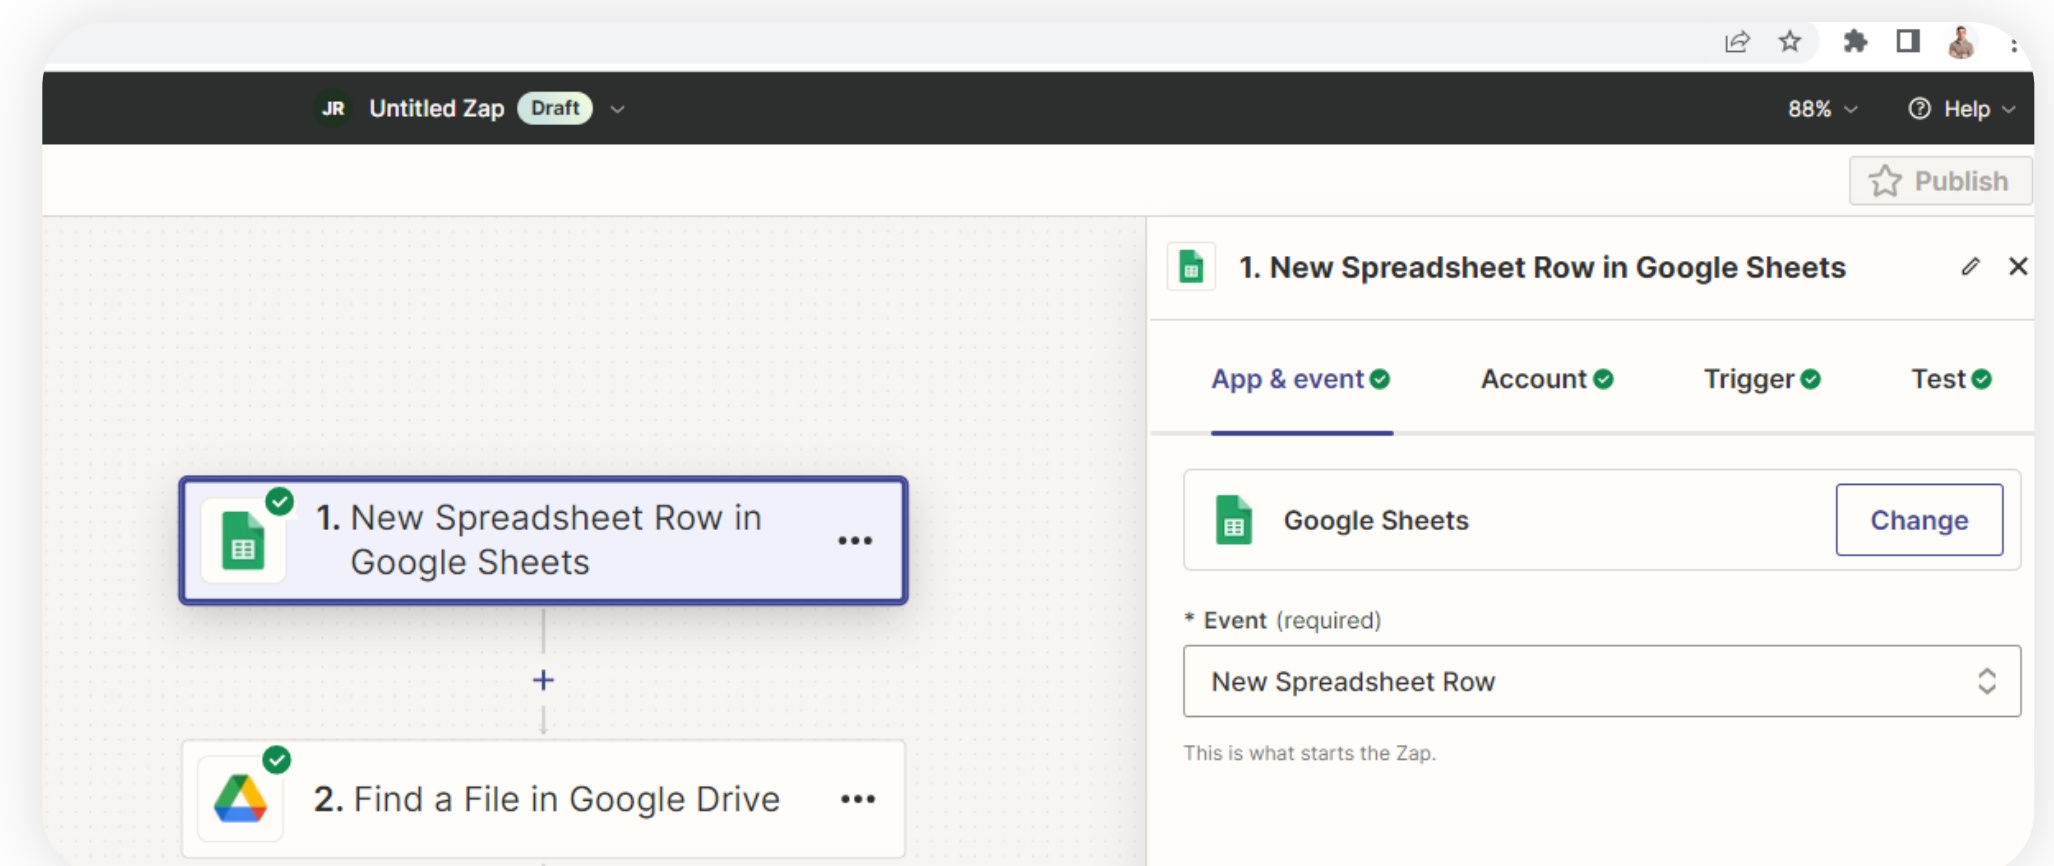 JR Untitled Zap Draft
88% Help
Publish
1. New Spreadsheet Row in Google Sheets
App & event Account Trigger Test
Google Sheets Change
* Event (required)
New Spreadsheet Row
This is what starts the Zap.
1. New Spreadsheet Row in
Google Sheets
2. Find a File in Google Drive